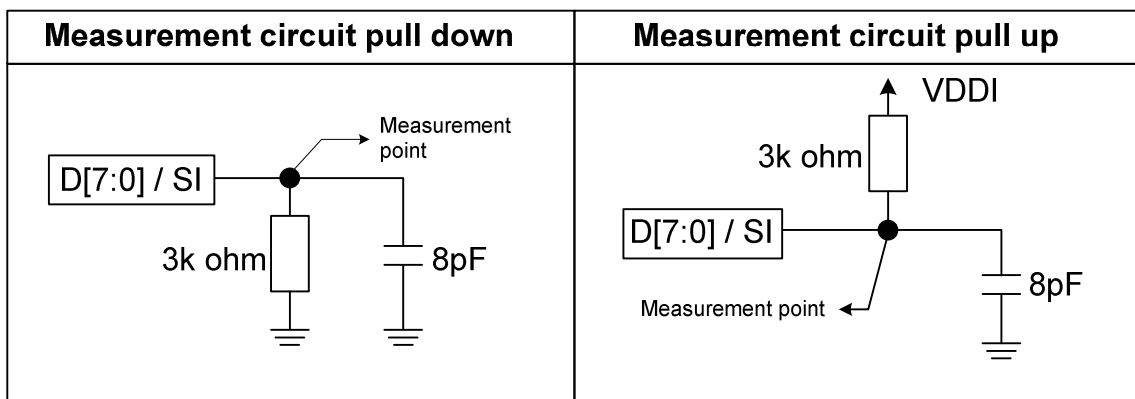 Measurement circuit pull down
Measurement
point
D[7:0] / SI
3k ohm
8pF
Measurement circuit pull up
VDDI
3k ohm
D[7:0] / SI
Measurement point
8pF